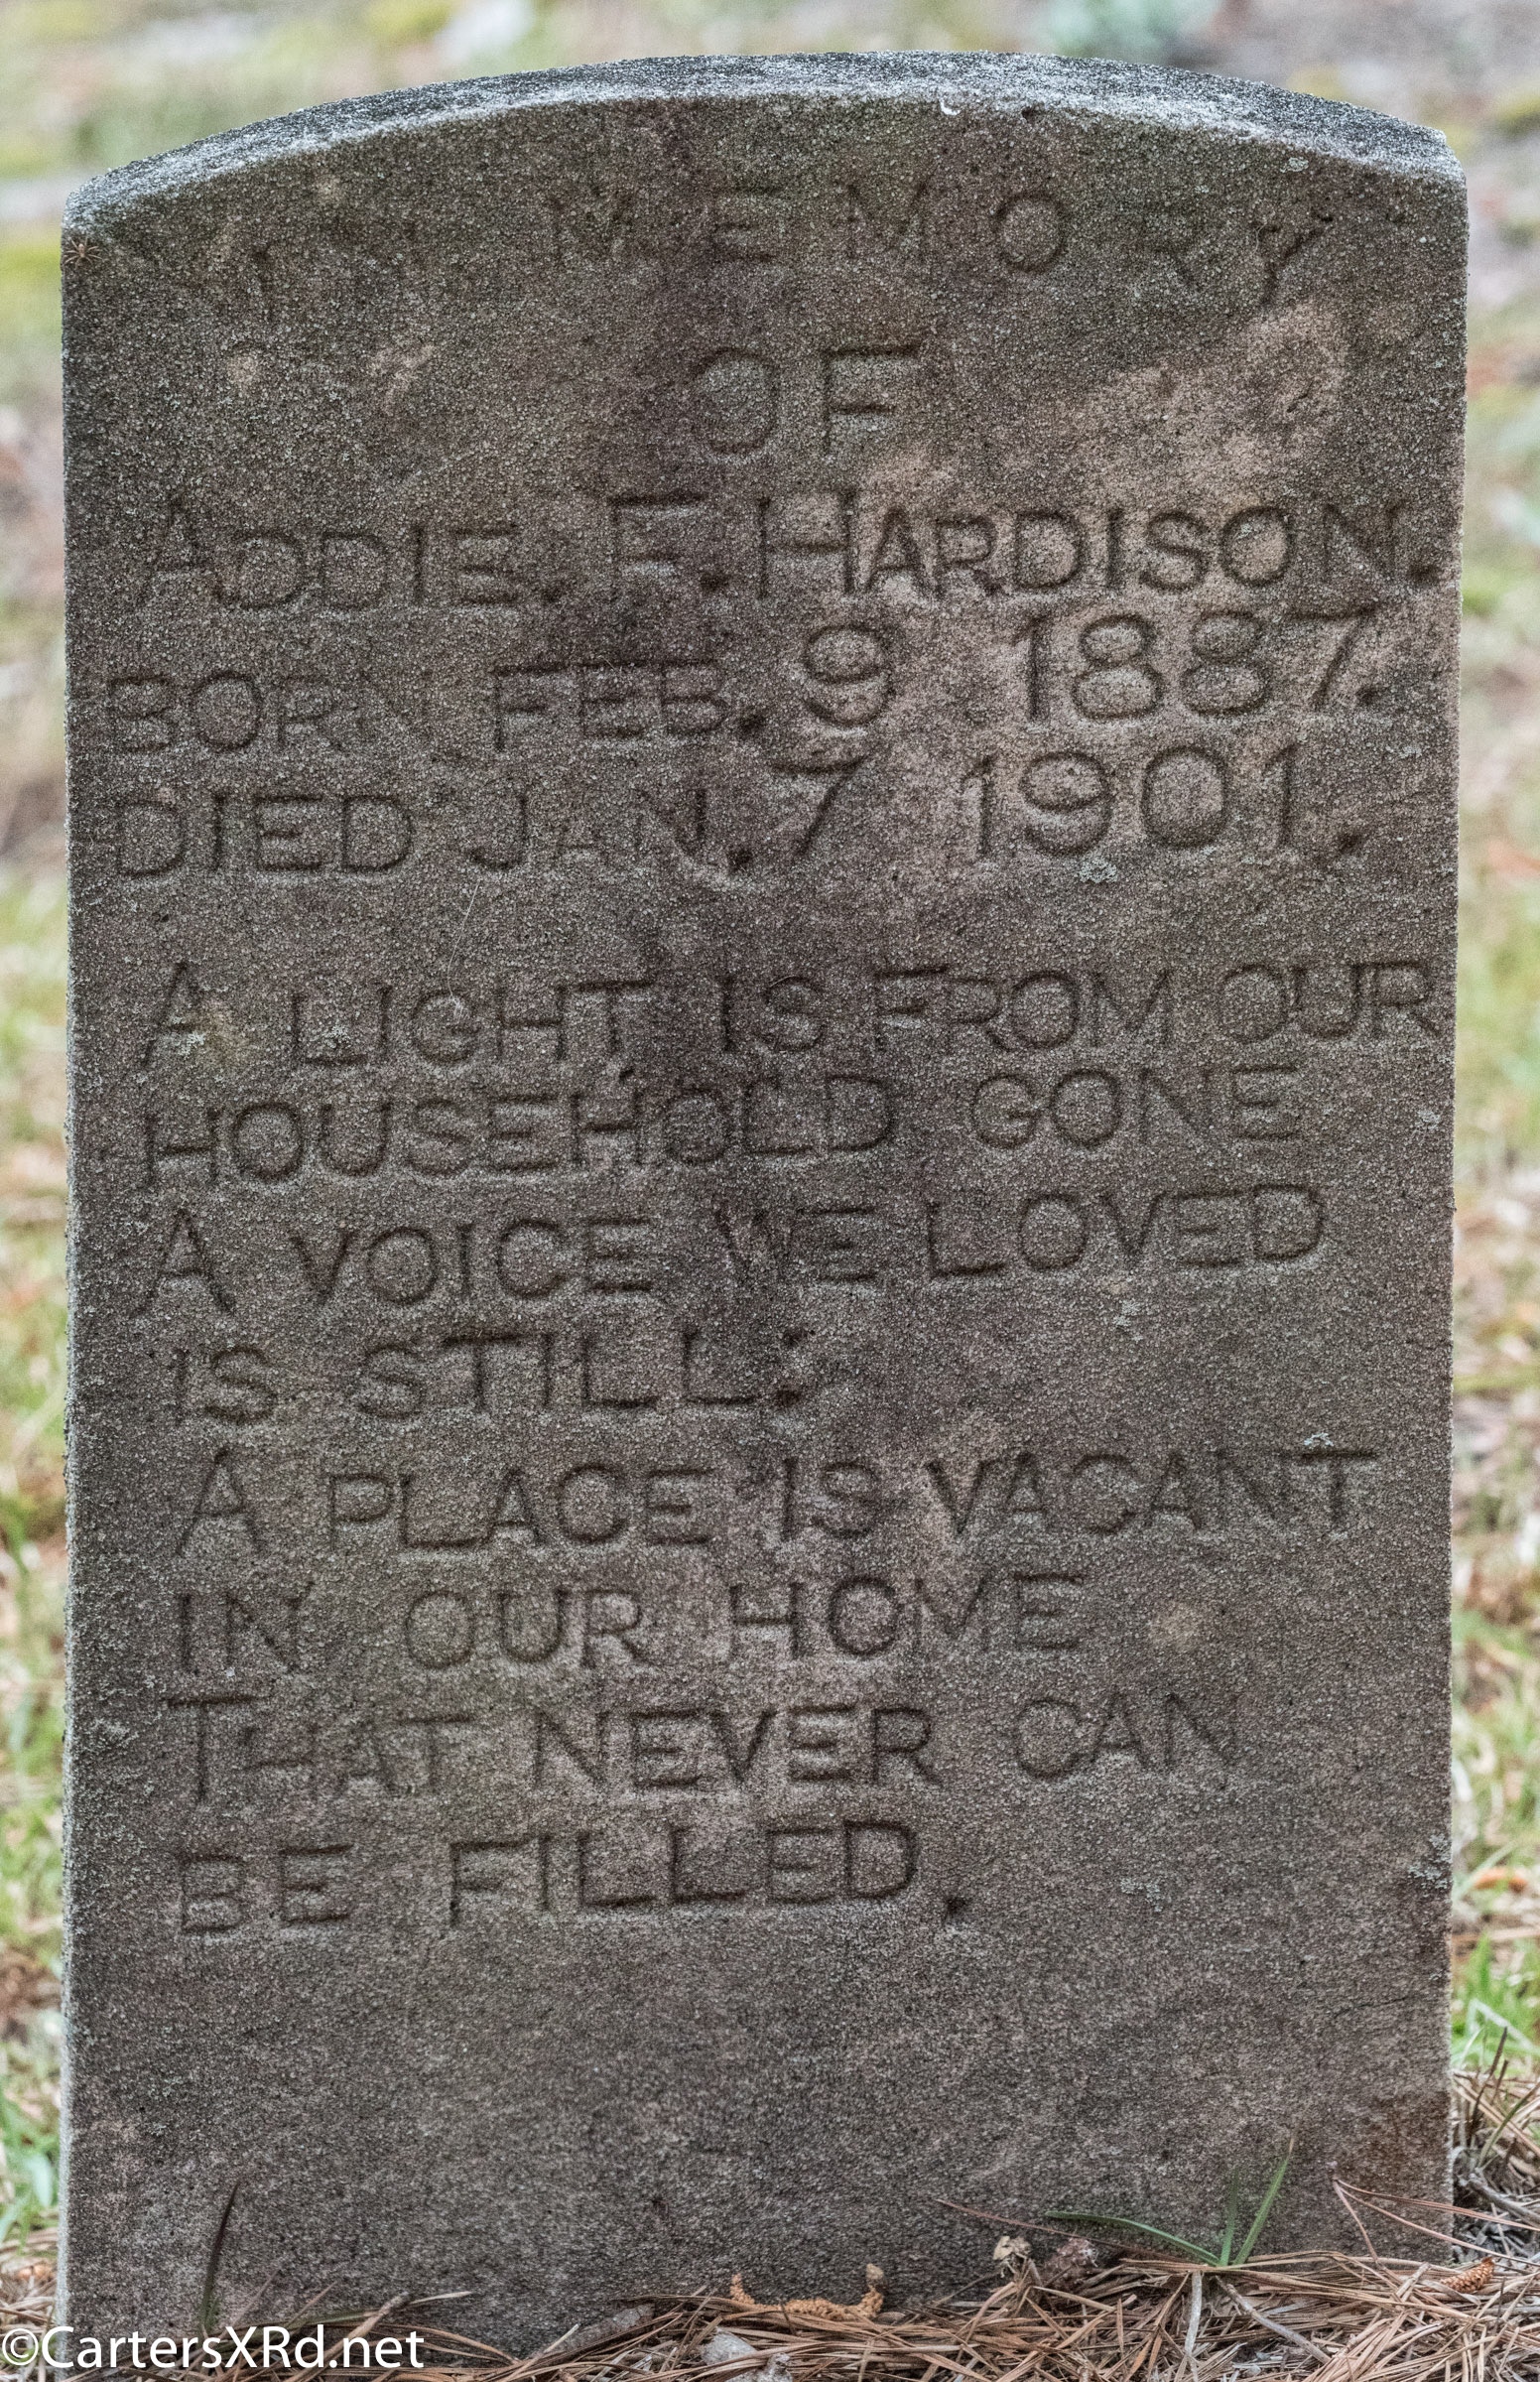 IN MEMORY
OF
ADDIE. F. HARDISON.
BORN FEB. 9 1887.
DIED JAN. 7 1901.
A LIGHT IS FROM OUR
HOUSEHOLD GONE
A VOICE WE LOVED
IS STILL.
A PLACE IS VACANT
IN OUR HOME
THAT NEVER CAN
BE FILLED.
©CartersXRd.net